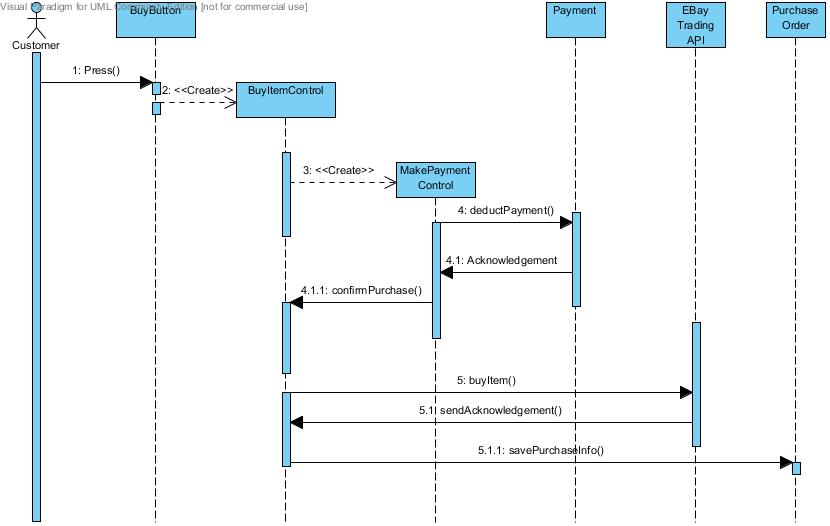 Visual Paradigm for UML Community Edition [not for commercial use]
Customer
BuyButton
Payment
EBay
Trading
API
Purchase
Order
1: Press()
2: <<Create>>
BuyItemControl
3: <<Create>>
MakePayment
Control
4: deductPayment()
4.1: Acknowledgement
4.1.1: confirmPurchase()
5: buyItem()
5.1: sendAcknowledgement()
5.1.1: savePurchaseInfo()